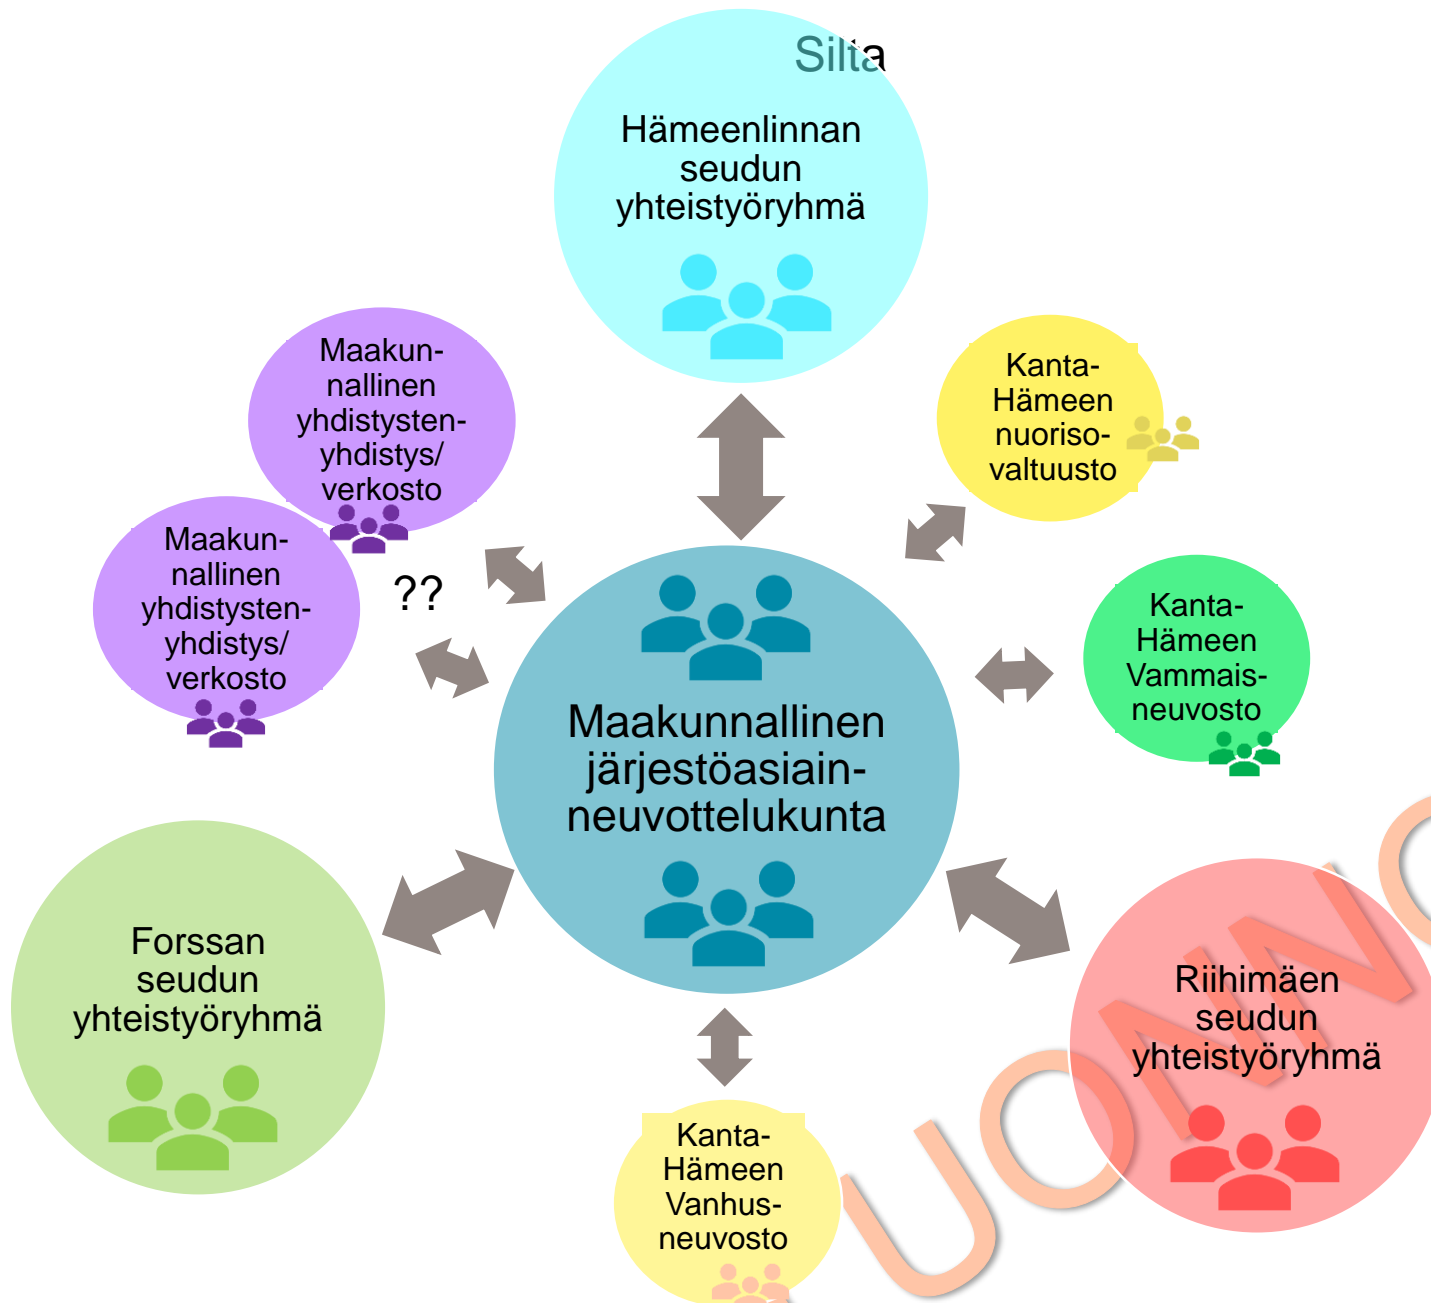 Silta
Hämeenlinnan
seudun
yhteistyöryhmä
Maakun-
nallinen
yhdistysten-
yhdistys/
verkosto
Kanta-
Hämeen
nuoriso-
valtuusto
Maakun-
nallinen
yhdistysten-
yhdistys/
verkosto
??
Kanta-
Hämeen
Vammais-
neuvosto
Maakunnallinen
järjestöasiain-
neuvottelukunta
Forssan
seudun
yhteistyöryhmä
Riihimäen
seudun
yhteistyöryhmä
Kanta-
Hämeen
Vanhus-
neuvosto
UONNO